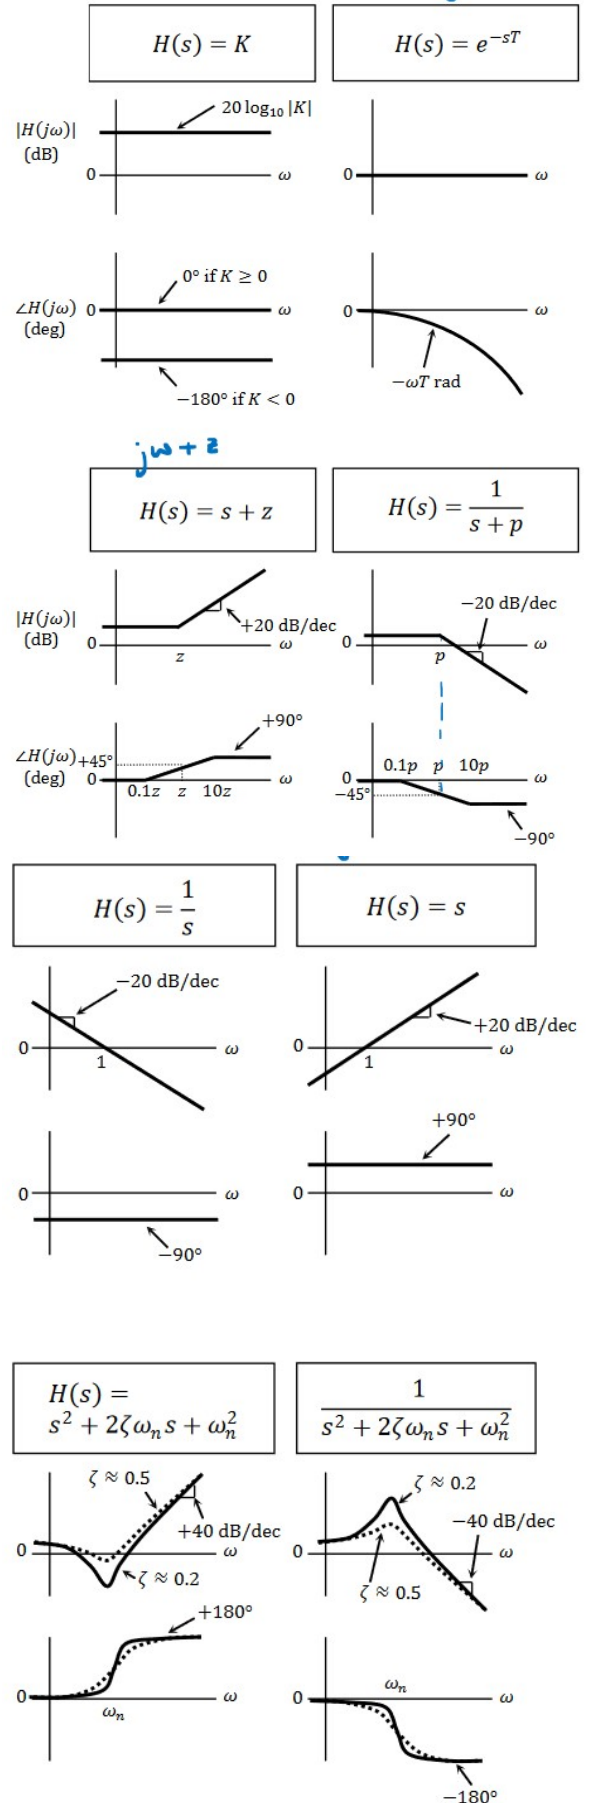 H(s) = K
H(s) = e^{-sT}
|H(jω)|
(dB)
20 log₁₀ |K|
0
ω
0
ω
∠H(jω)
(deg)
0° if K ≥ 0
0
ω
−180° if K < 0
0
ω
−ωT rad
jω + z
H(s) = s + z
H(s) = 1/(s + p)
|H(jω)|
(dB)
+20 dB/dec
0
ω
z
−20 dB/dec
0
ω
p
∠H(jω)
(deg)
+90°
+45°
0
ω
0.1z z 10z
0.1p p 10p
0
ω
−45°
−90°
H(s) = 1/s
H(s) = s
−20 dB/dec
0
ω
1
+20 dB/dec
0
ω
1
0
ω
−90°
+90°
0
ω
H(s) =
s² + 2ζωₙs + ωₙ²
1/(s² + 2ζωₙs + ωₙ²)
ζ ≈ 0.5
+40 dB/dec
0
ω
ζ ≈ 0.2
ζ ≈ 0.2
−40 dB/dec
0
ω
ζ ≈ 0.5
+180°
0
ω
ωₙ
ωₙ
0
ω
−180°